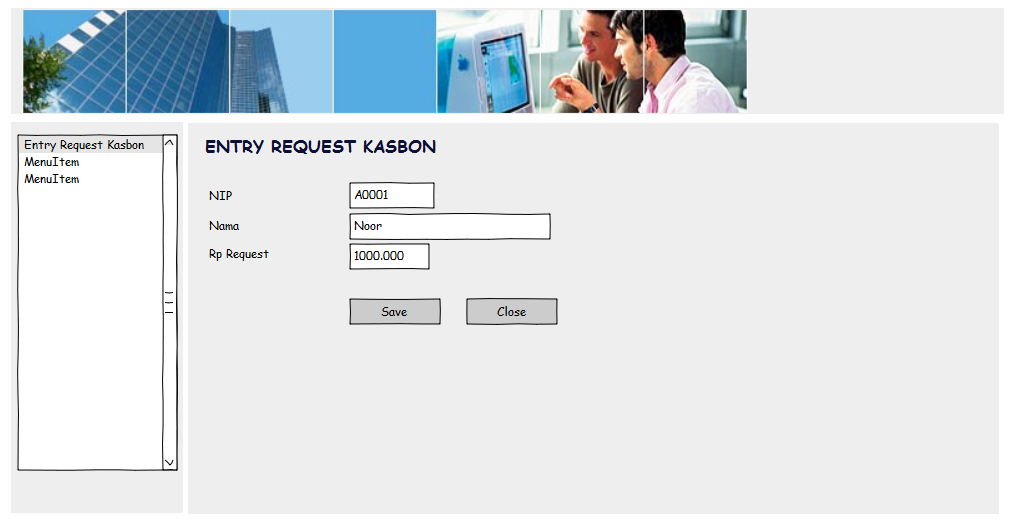 Entry Request Kasbon
MenuItem
MenuItem
ENTRY REQUEST KASBON
NIP A0001
Nama Noor
Rp Request 1000.000
Save Close